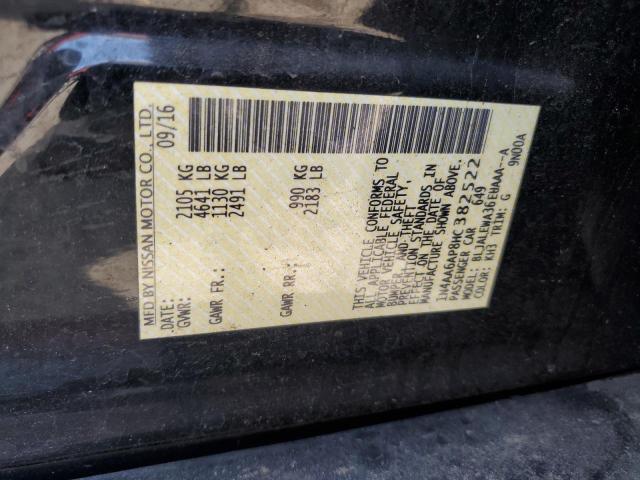 MFD BY NISSAN MOTOR CO., LTD.
DATE: 09/16
GVWR: 2105 KG
4641 LB
GAWR FR.: 1130 KG
2491 LB
GAWR RR.: 990 KG
2183 LB
THIS VEHICLE CONFORMS TO
ALL APPLICABLE FEDERAL
MOTOR VEHICLE SAFETY,
BUMPER AND THEFT
PREVENTION STANDARDS IN
EFFECT ON THE DATE OF
MANUFACTURE SHOWN ABOVE.
1N4AA6AP8HC 382522
PASSENGER CAR 649
MODEL: BLJALEWA36EHAAA--A
COLOR: KH3 TRIM: G
9N00A